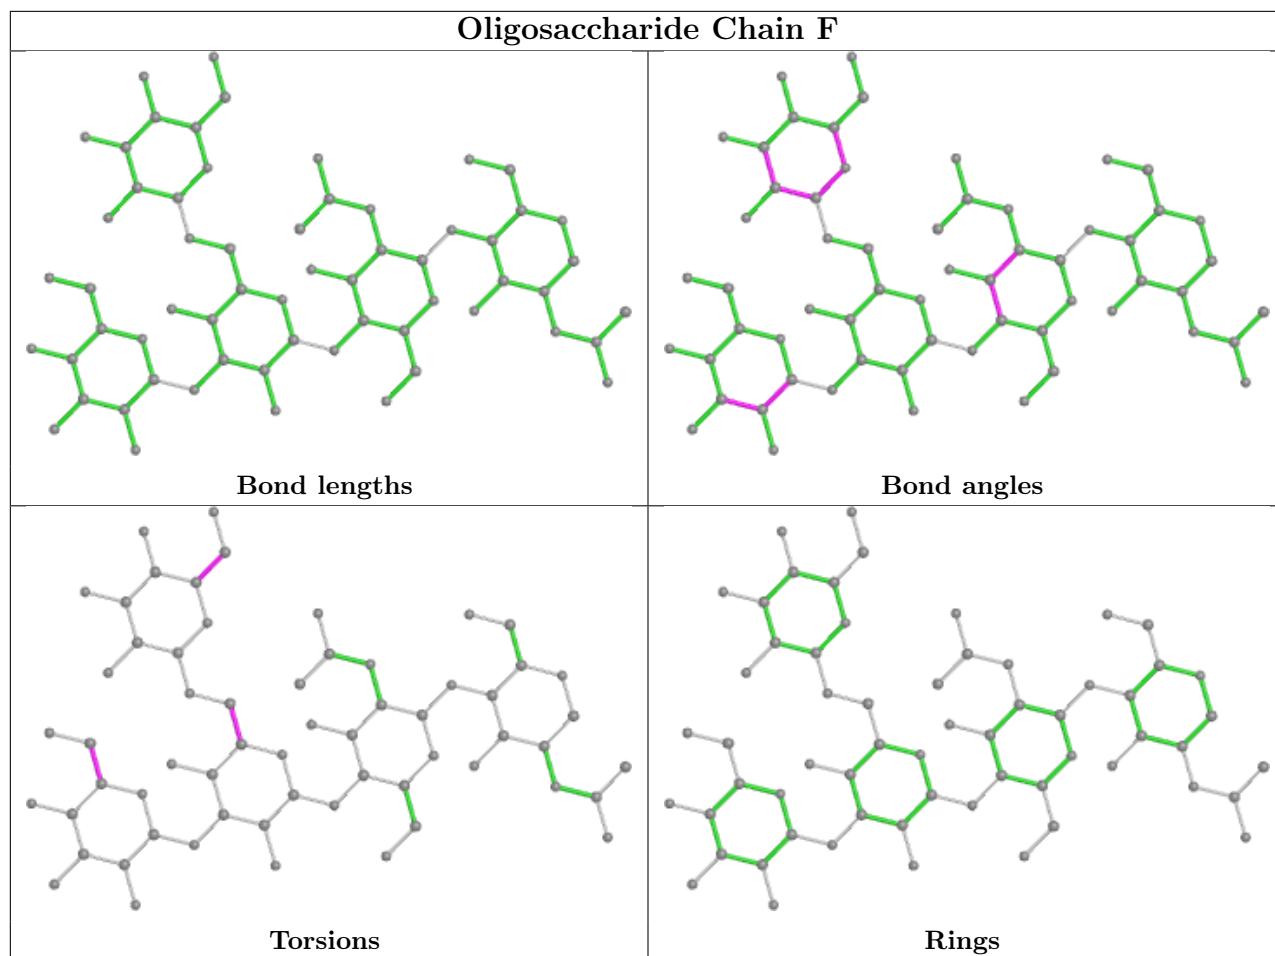 Oligosaccharide Chain F
Bond lengths
Bond angles
Torsions
Rings